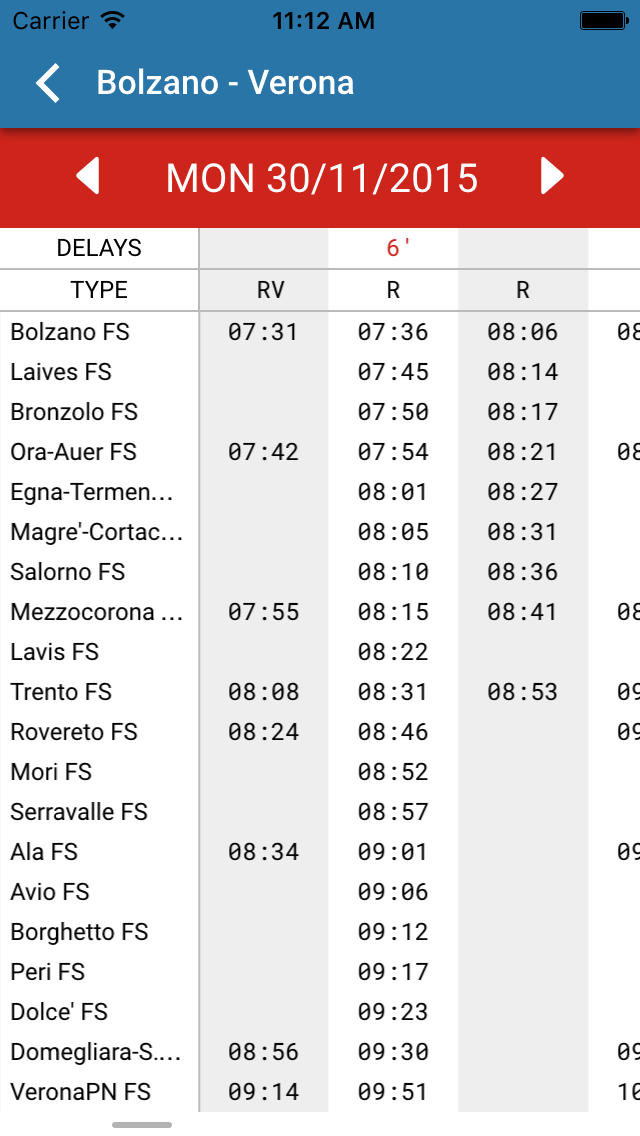 Carrier 11:12 AM
Bolzano - Verona
MON 30/11/2015
DELAYS 6'
TYPE RV R R
Bolzano FS 07:31 07:36 08:06 08
Laives FS 07:45 08:14
Bronzolo FS 07:50 08:17
Ora-Auer FS 07:42 07:54 08:21 08
Egna-Termen... 08:01 08:27
Magre'-Cortac... 08:05 08:31
Salorno FS 08:10 08:36
Mezzocorona ... 07:55 08:15 08:41 08
Lavis FS 08:22
Trento FS 08:08 08:31 08:53 09
Rovereto FS 08:24 08:46 09
Mori FS 08:52
Serravalle FS 08:57
Ala FS 08:34 09:01 09
Avio FS 09:06
Borghetto FS 09:12
Peri FS 09:17
Dolce' FS 09:23
Domegliara-S.... 08:56 09:30 09
VeronaPN FS 09:14 09:51 10